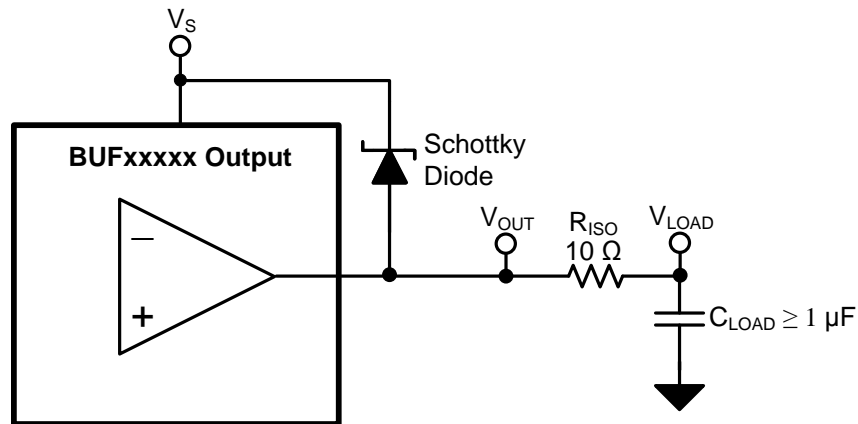 V_S
BUFxxxxx Output
Schottky
Diode
V_OUT
R_ISO
10 Ω
V_LOAD
−
+
C_LOAD ≥ 1 µF